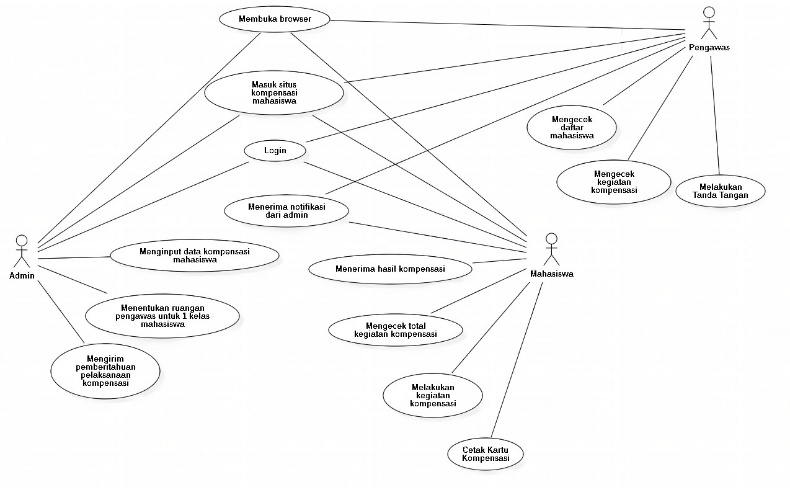 Membuka browser
Pengawas
Masuk situs
kompensasi
mahasiswa
Mengecek
daftar
mahasiswa
Login
Mengecek
kegiatan
kompensasi
Melakukan
Tanda Tangan
Menerima notifikasi
dari admin
Menginput data kompensasi
mahasiswa
Admin
Menerima hasil kompensasi
Mahasiswa
Menentukan ruangan
pengawas untuk 1 kelas
mahasiswa
Mengecek total
kegiatan kompensasi
Mengirim
pemberitahuan
pelaksanaan
kompensasi
Melakukan
kegiatan
kompensasi
Cetak Kartu
Kompensasi